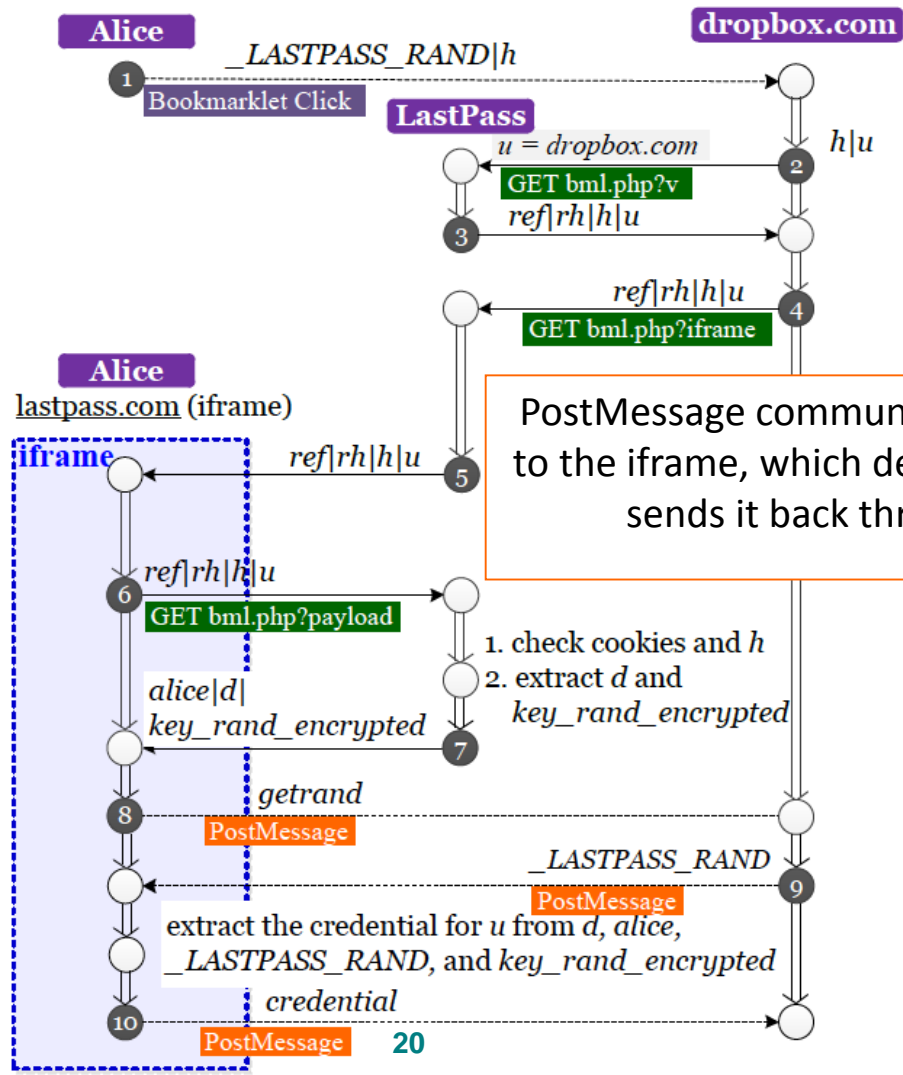 Alice
dropbox.com
_LASTPASS_RAND|h
1
Bookmarklet Click
LastPass
u = dropbox.com
h|u
2
GET bml.php?v
ref|rh|h|u
3
ref|rh|h|u
4
GET bml.php?iframe
Alice
lastpass.com (iframe)
PostMessage commun
to the iframe, which de
sends it back thr
iframe
ref|rh|h|u
5
ref|rh|h|u
6
GET bml.php?payload
1. check cookies and h
2. extract d and
key_rand_encrypted
alice|d|
key_rand_encrypted
7
getrand
8
PostMessage
_LASTPASS_RAND
9
PostMessage
extract the credential for u from d, alice,
_LASTPASS_RAND, and key_rand_encrypted
credential
10
PostMessage
20